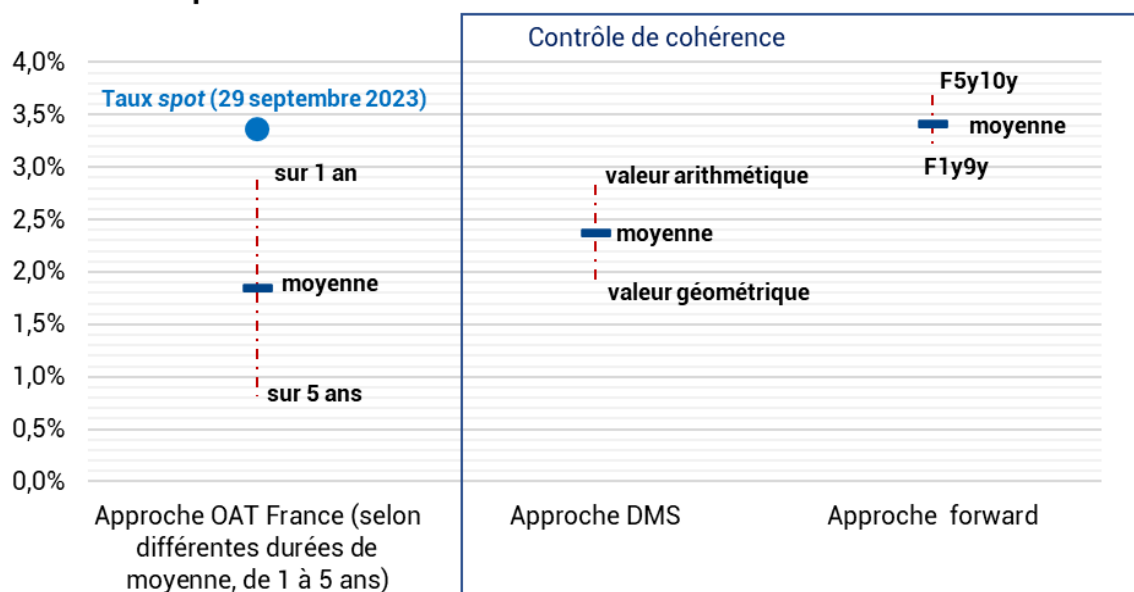 Contrôle de cohérence
4,0%
3,5%
3,0%
2,5%
2,0%
1,5%
1,0%
0,5%
0,0%
Taux spot (29 septembre 2023)
sur 1 an
moyenne
sur 5 ans
valeur arithmétique
moyenne
valeur géométrique
F5y10y
moyenne
F1y9y
Approche OAT France (selon
différentes durées de
moyenne, de 1 à 5 ans)
Approche DMS
Approche forward